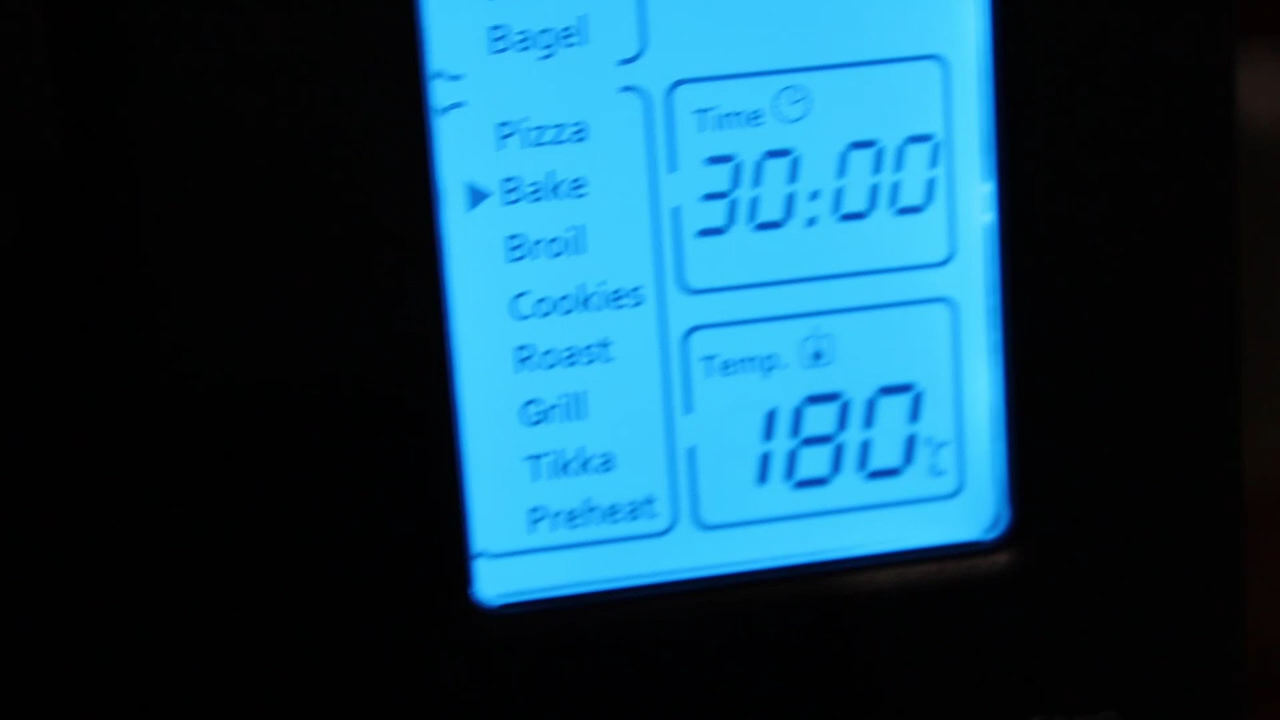 Bagel
Pizza
Bake
Broil
Cookies
Roast
Grill
Tikka
Preheat
Time
30:00
Temp.
180°C